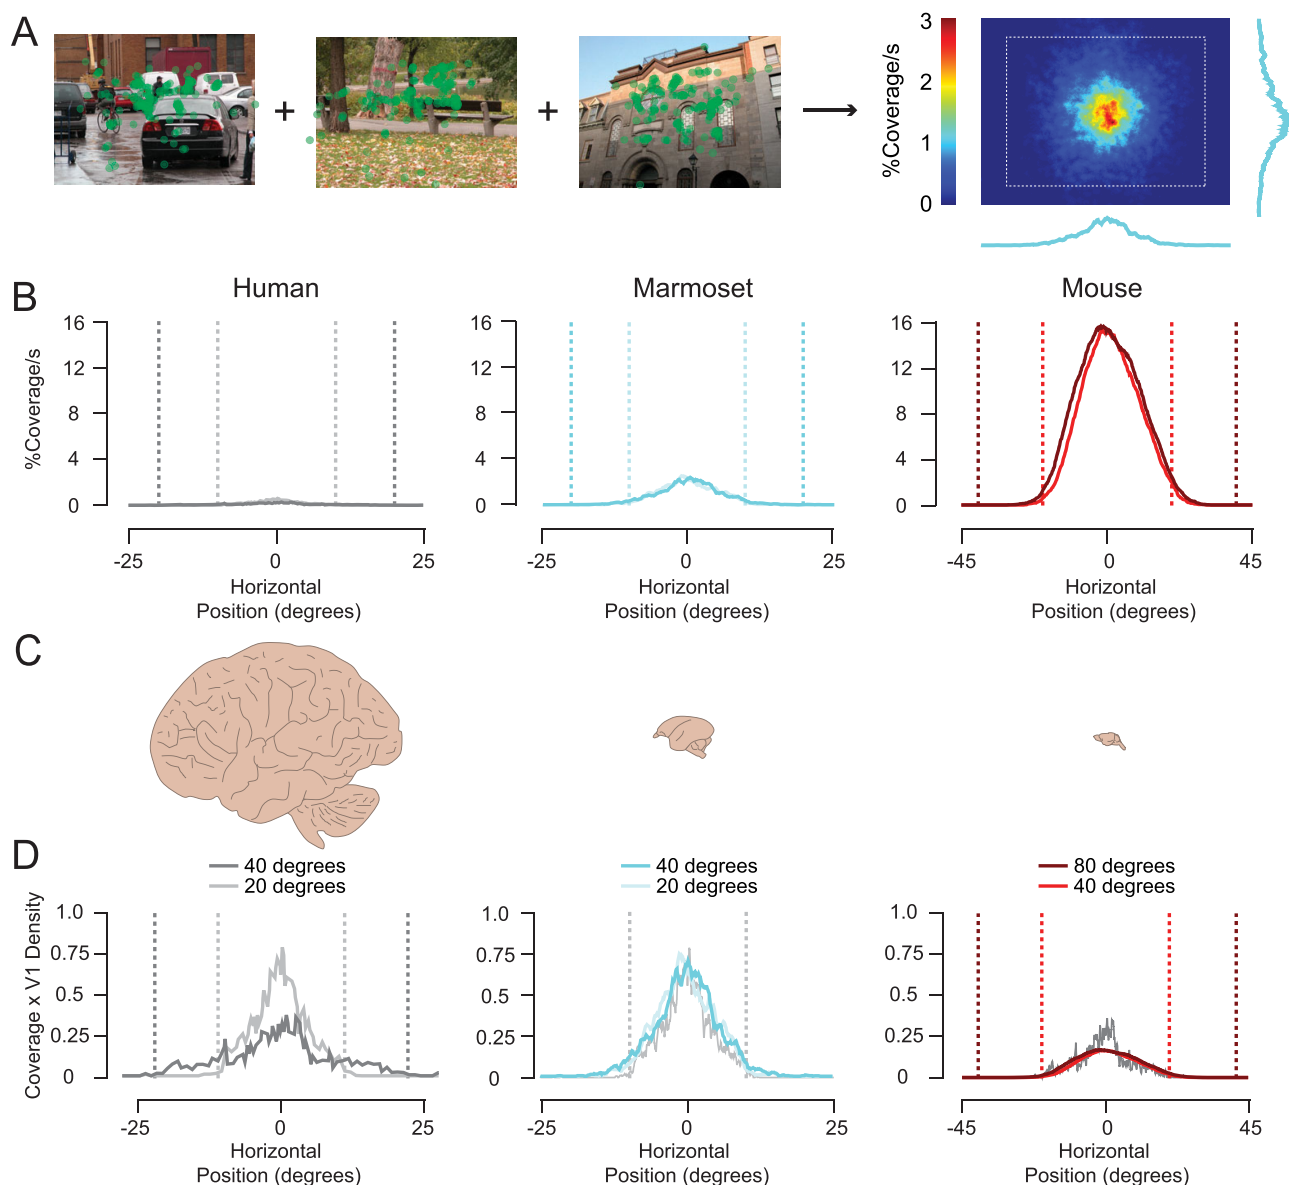 A
+
+
%Coverage/s
3
2
1
0
B
Human
Marmoset
Mouse
%Coverage/s
16
12
8
4
0
-25
0
25
Horizontal
Position (degrees)
16
12
8
4
0
-25
0
25
Horizontal
Position (degrees)
16
12
8
4
0
-45
0
45
Horizontal
Position (degrees)
C
D
40 degrees
20 degrees
40 degrees
20 degrees
80 degrees
40 degrees
Coverage x V1 Density
1.0
0.75
0.5
0.25
0
-25
0
25
Horizontal
Position (degrees)
1.0
0.75
0.5
0.25
0
-25
0
25
Horizontal
Position (degrees)
1.0
0.75
0.5
0.25
0
-45
0
45
Horizontal
Position (degrees)